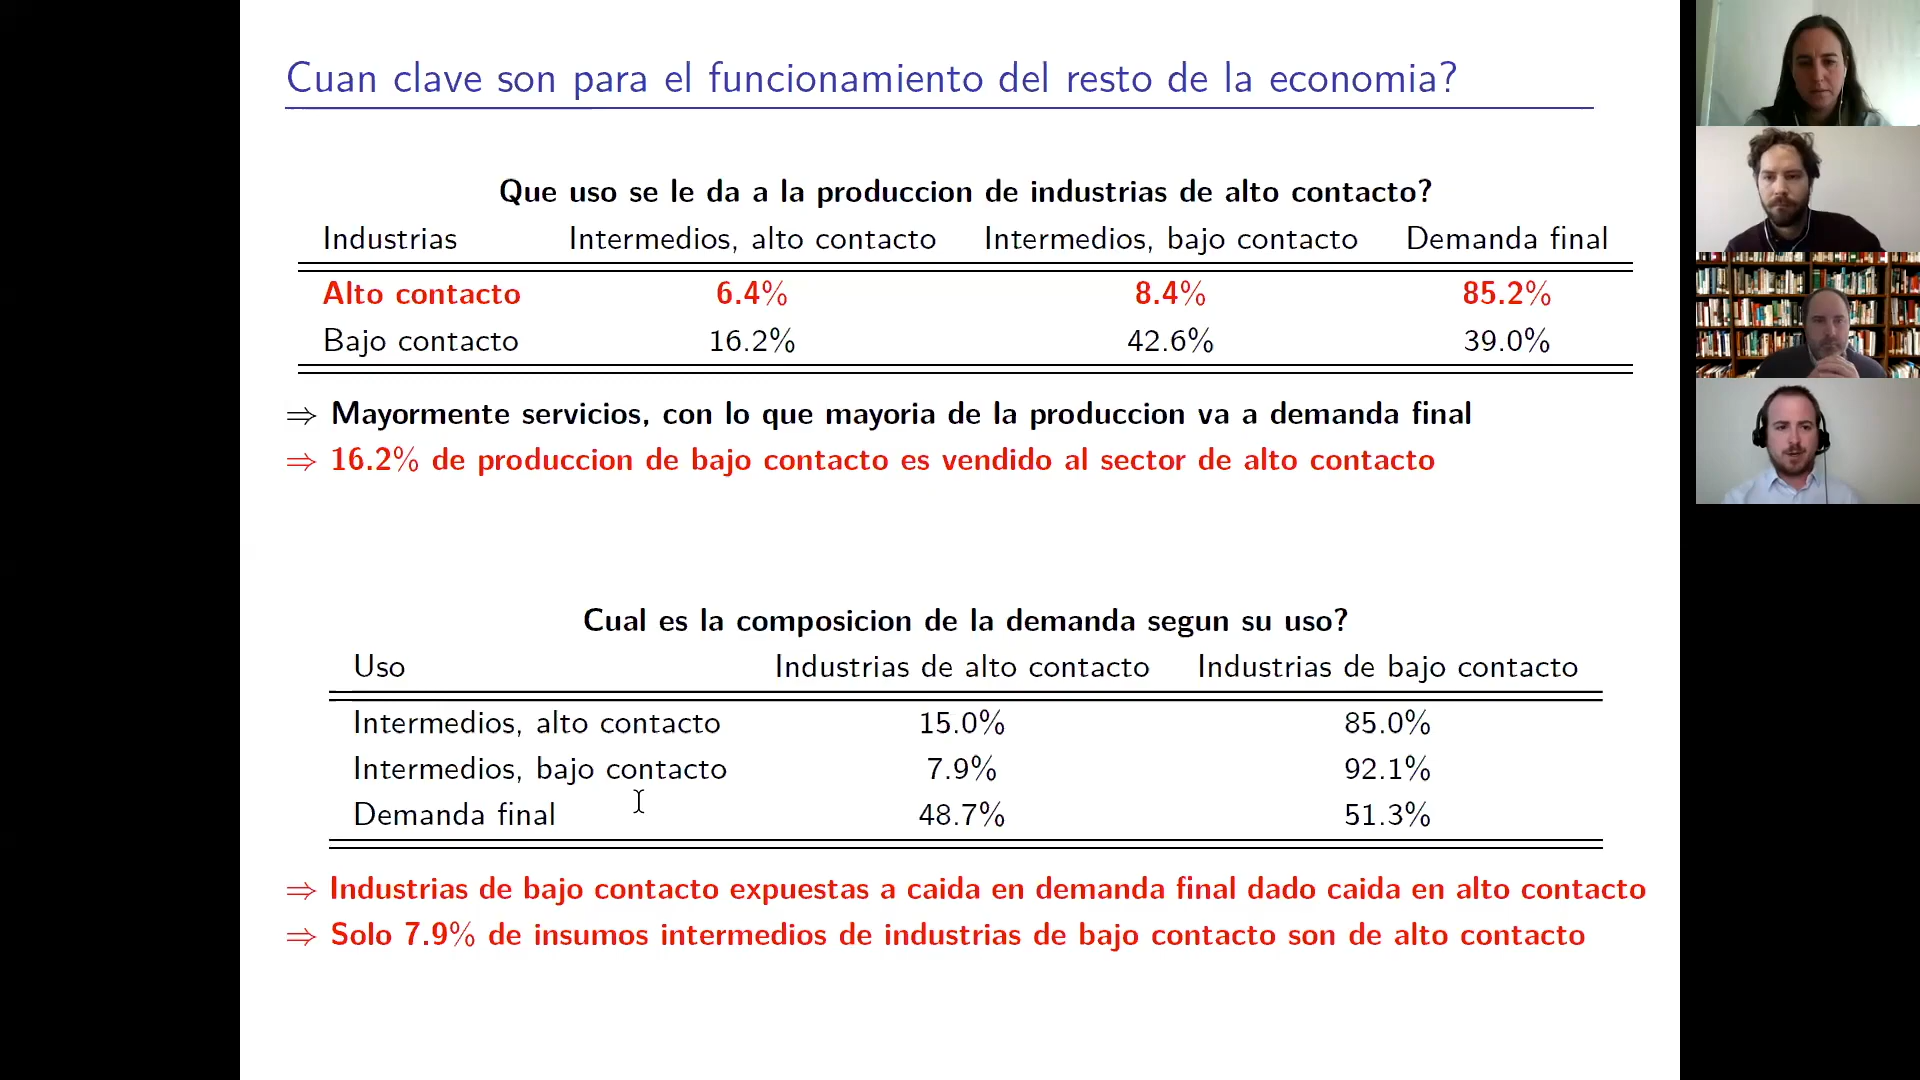 Cuan clave son para el funcionamiento del resto de la economia?
Que uso se le da a la produccion de industrias de alto contacto?
Industrias Intermedios, alto contacto Intermedios, bajo contacto Demanda final
Alto contacto 6.4% 8.4% 85.2%
Bajo contacto 16.2% 42.6% 39.0%
⇒ Mayormente servicios, con lo que mayoria de la produccion va a demanda final
⇒ 16.2% de produccion de bajo contacto es vendido al sector de alto contacto
Cual es la composicion de la demanda segun su uso?
Uso Industrias de alto contacto Industrias de bajo contacto
Intermedios, alto contacto 15.0% 85.0%
Intermedios, bajo contacto 7.9% 92.1%
Demanda final 48.7% 51.3%
⇒ Industrias de bajo contacto expuestas a caida en demanda final dado caida en alto contacto
⇒ Solo 7.9% de insumos intermedios de industrias de bajo contacto son de alto contacto